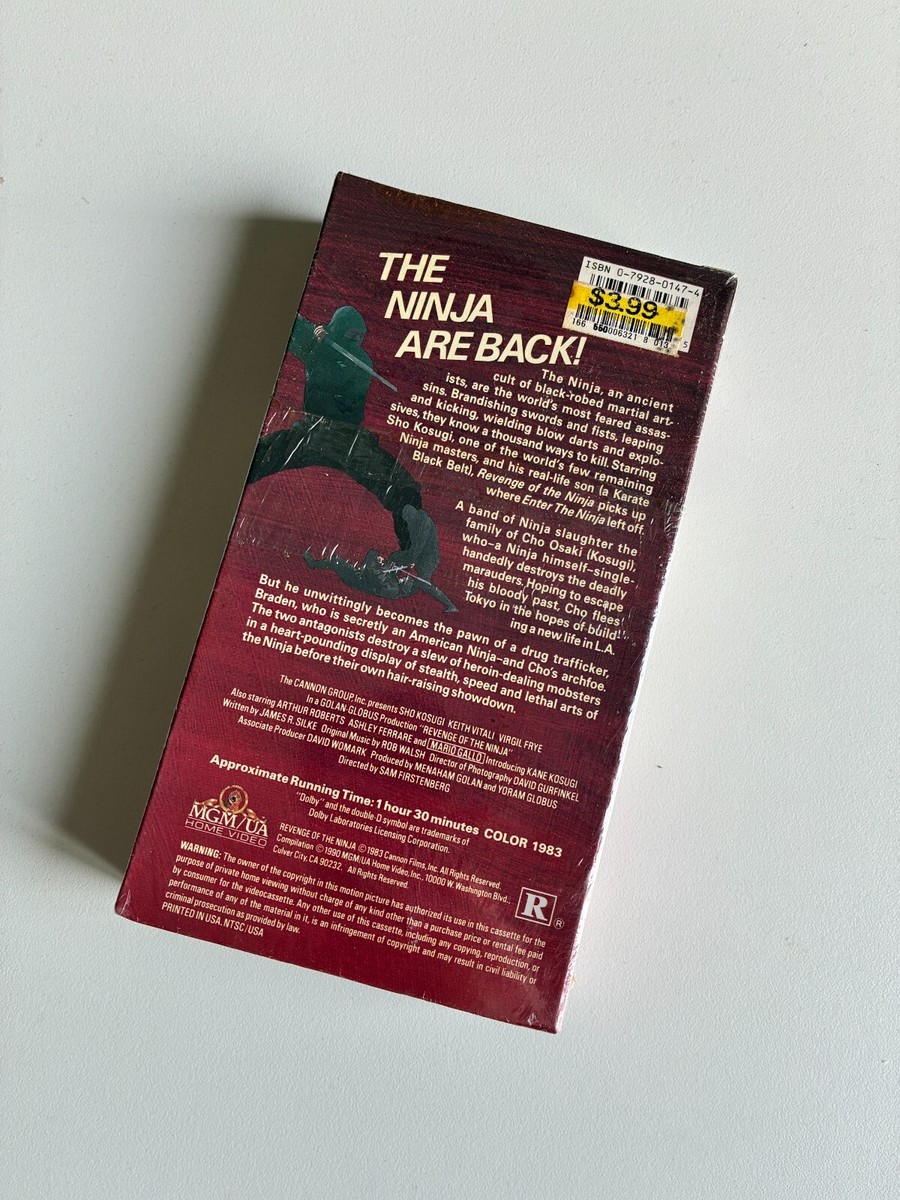 THE
NINJA
ARE BACK!
ISBN 0-7928-0147-4
$3.99
The Ninja, an ancient
cult of black-robed martial art-
ists, are the world's most feared assas-
sins. Brandishing swords and fists, leaping
and kicking, wielding blow darts and explo-
sives, they know a thousand ways to kill. Starring
Sho Kosugi, one of the world's few remaining
Ninja masters, and his real-life son (a Karate
Black Belt), Revenge of the Ninja picks up
where Enter The Ninja left off.
A band of Ninja slaughter the
family of Cho Osaki (Kosugi),
who–a Ninja himself–single-
handedly destroys the deadly
marauders. Hoping to escape
his bloody past, Cho flees
Tokyo in the hopes of build-
ing a new life in L.A.
But he unwittingly becomes the pawn of a drug trafficker,
Braden, who is secretly an American Ninja–and Cho's archfoe.
The two antagonists destroy a slew of heroin-dealing mobsters
in a heart-pounding display of stealth, speed and lethal arts of
the Ninja before their own hair-raising showdown.
The CANNON GROUP, Inc. presents SHO KOSUGI KEITH VITALI VIRGIL FRYE
In a GOLAN-GLOBUS Production "REVENGE OF THE NINJA"
Also starring ARTHUR ROBERTS ASHLEY FERRARE and MARIO GALLO Introducing KANE KOSUGI
Written by JAMES R. SILKE Original Music by ROB WALSH Director of Photography DAVID GURFINKEL
Associate Producer DAVID WOMARK Produced by MENAHAM GOLAN and YORAM GLOBUS
Directed by SAM FIRSTENBERG
Approximate Running Time: 1 hour 30 minutes COLOR 1983
"Dolby" and the double-D symbol are trademarks of
Dolby Laboratories Licensing Corporation.
MGM/UA
HOME VIDEO
REVENGE OF THE NINJA © 1983 Cannon Films, Inc. All Rights Reserved.
Compilation © 1990 MGM/UA Home Video, Inc., 10000 W. Washington Blvd.,
Culver City, CA 90232. All Rights Reserved.
R ®
WARNING: The owner of the copyright in this motion picture has authorized its use in this cassette for the
purpose of private home viewing without charge of any kind other than a purchase price or rental fee paid
by consumer for the videocassette. Any other use of this cassette, including any copying, reproduction, or
performance of any of the material in it, is an infringement of copyright and may result in civil liability or
criminal prosecution as provided by law.
PRINTED IN USA. NTSC/USA